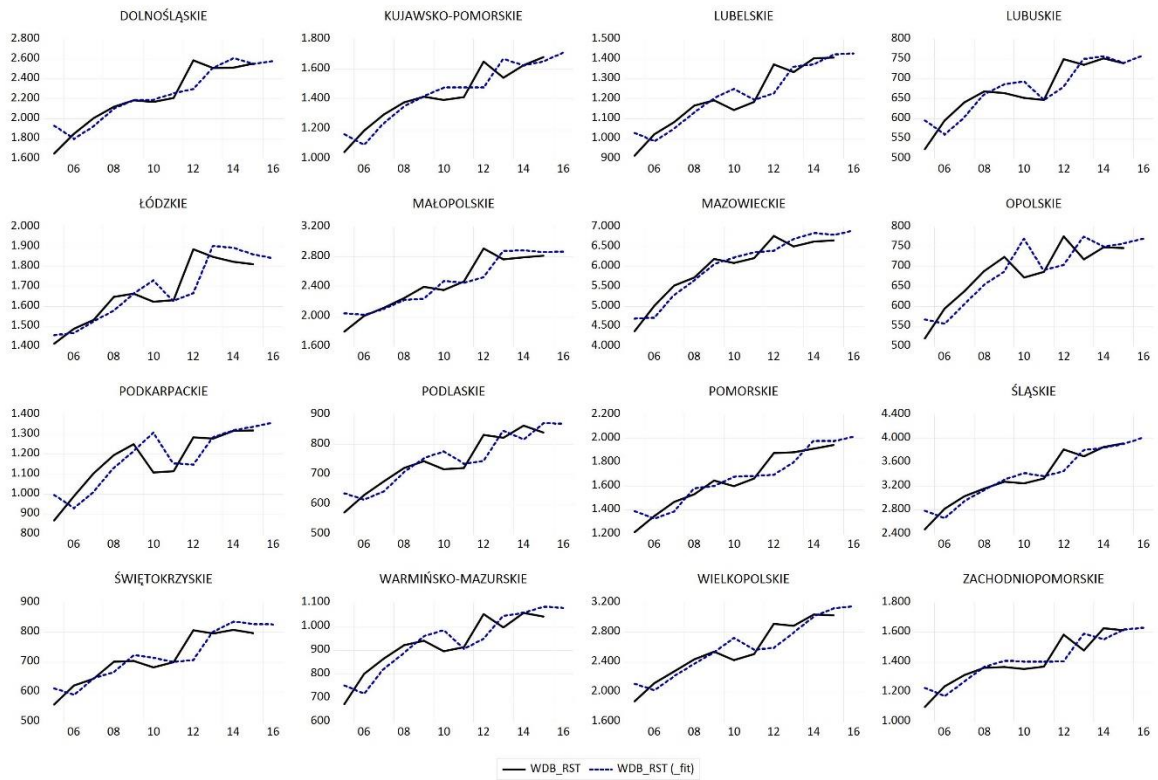 DOLNOŚLĄSKIE KUJAWSKO-POMORSKIE LUBELSKIE LUBUSKIE
2.800 1.800 1.500 800
2.600 1.400 750
2.400 1.600 1.300 700
2.200 1.200 650
2.000 1.400 1.100 600
1.800 1.200 1.000 550
1.600 1.000 900 500
06 08 10 12 14 16 06 08 10 12 14 16 06 08 10 12 14 16 06 08 10 12 14 16
ŁÓDZKIE MAŁOPOLSKIE MAZOWIECKIE OPOLSKIE
2.000 3.200 7.000 800
1.900 6.500 750
1.800 2.800 6.000 700
1.700 2.400 5.500 650
1.600 5.000 600
1.500 2.000 4.500 550
1.400 1.600 4.000 500
06 08 10 12 14 16 06 08 10 12 14 16 06 08 10 12 14 16 06 08 10 12 14 16
PODKARPACKIE PODLASKIE POMORSKIE ŚLĄSKIE
1.400 900 2.200 4.400
1.300 800 2.000 4.000
1.200 1.800 3.600
1.100 700 3.200
1.000 600 1.600 2.800
900 1.400
800 500 1.200 2.400
06 08 10 12 14 16 06 08 10 12 14 16 06 08 10 12 14 16 06 08 10 12 14 16
ŚWIĘTOKRZYSKIE WARMIŃSKO-MAZURSKIE WIELKOPOLSKIE ZACHODNIOPOMORSKIE
900 1.100 3.200 1.800
800 1.000 2.800 1.600
900
700 800 2.400 1.400
600 700 2.000 1.200
500 600 1.600 1.000
06 08 10 12 14 16 06 08 10 12 14 16 06 08 10 12 14 16 06 08 10 12 14 16
WDB_RST WDB_RST (_fit)